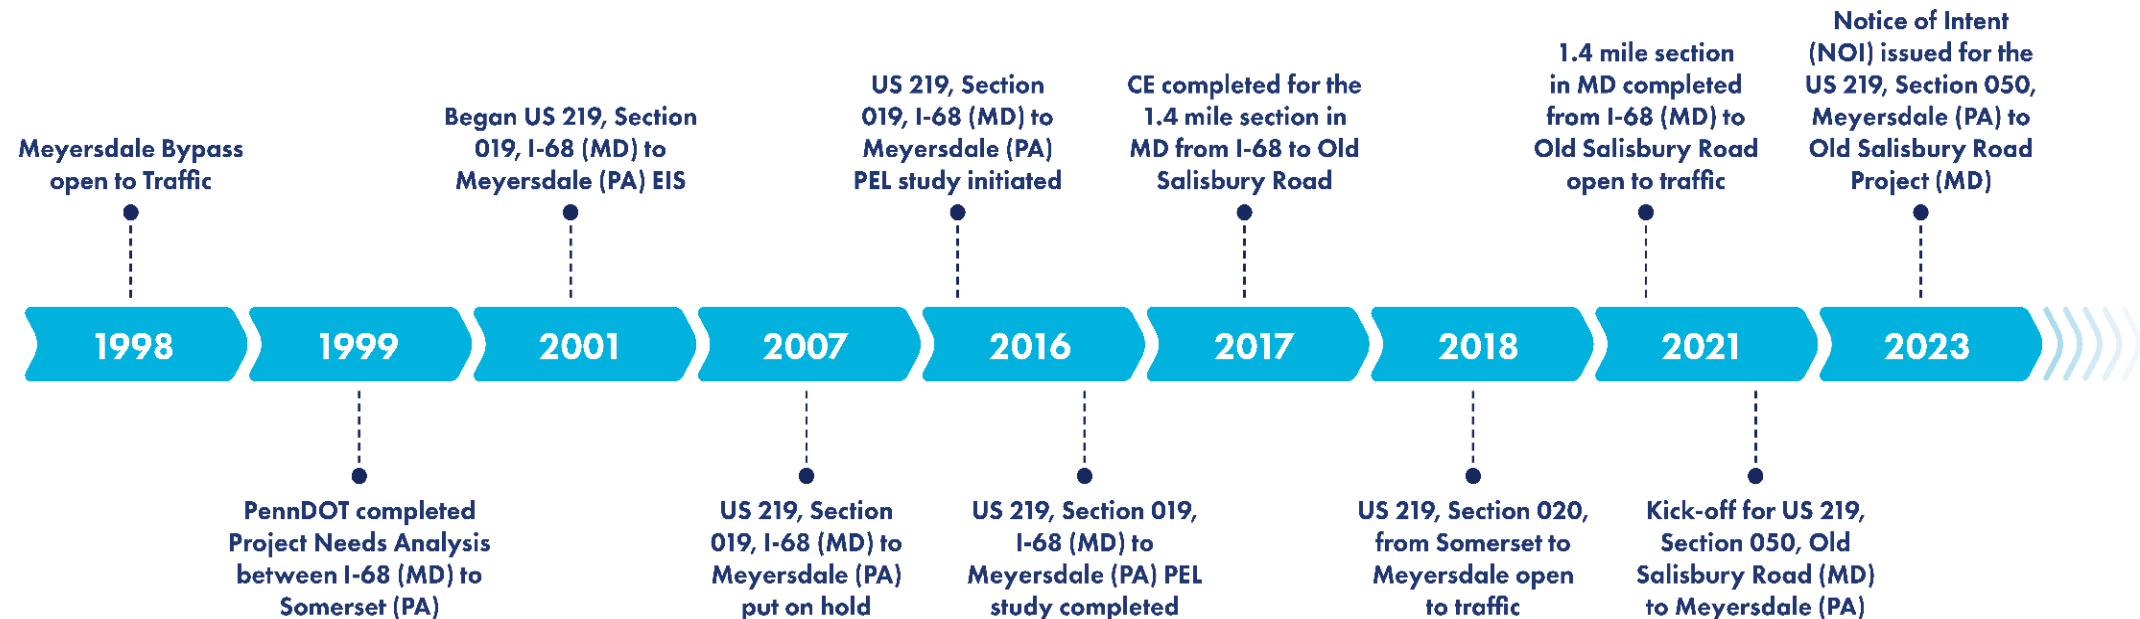 Meyersdale Bypass
open to Traffic
Began US 219, Section
019, I-68 (MD) to
Meyersdale (PA) EIS
US 219, Section
019, I-68 (MD) to
Meyersdale (PA)
PEL study initiated
CE completed for the
1.4 mile section in
MD from I-68 to Old
Salisbury Road
1.4 mile section
in MD completed
from I-68 (MD) to
Old Salisbury Road
open to traffic
Notice of Intent
(NOI) issued for the
US 219, Section 050,
Meyersdale (PA) to
Old Salisbury Road
Project (MD)
1998
1999
2001
2007
2016
2017
2018
2021
2023
PennDOT completed
Project Needs Analysis
between I-68 (MD) to
Somerset (PA)
US 219, Section
019, I-68 (MD) to
Meyersdale (PA)
put on hold
US 219, Section 019,
I-68 (MD) to
Meyersdale (PA) PEL
study completed
US 219, Section 020,
from Somerset to
Meyersdale open
to traffic
Kick-off for US 219,
Section 050, Old
Salisbury Road (MD)
to Meyersdale (PA)